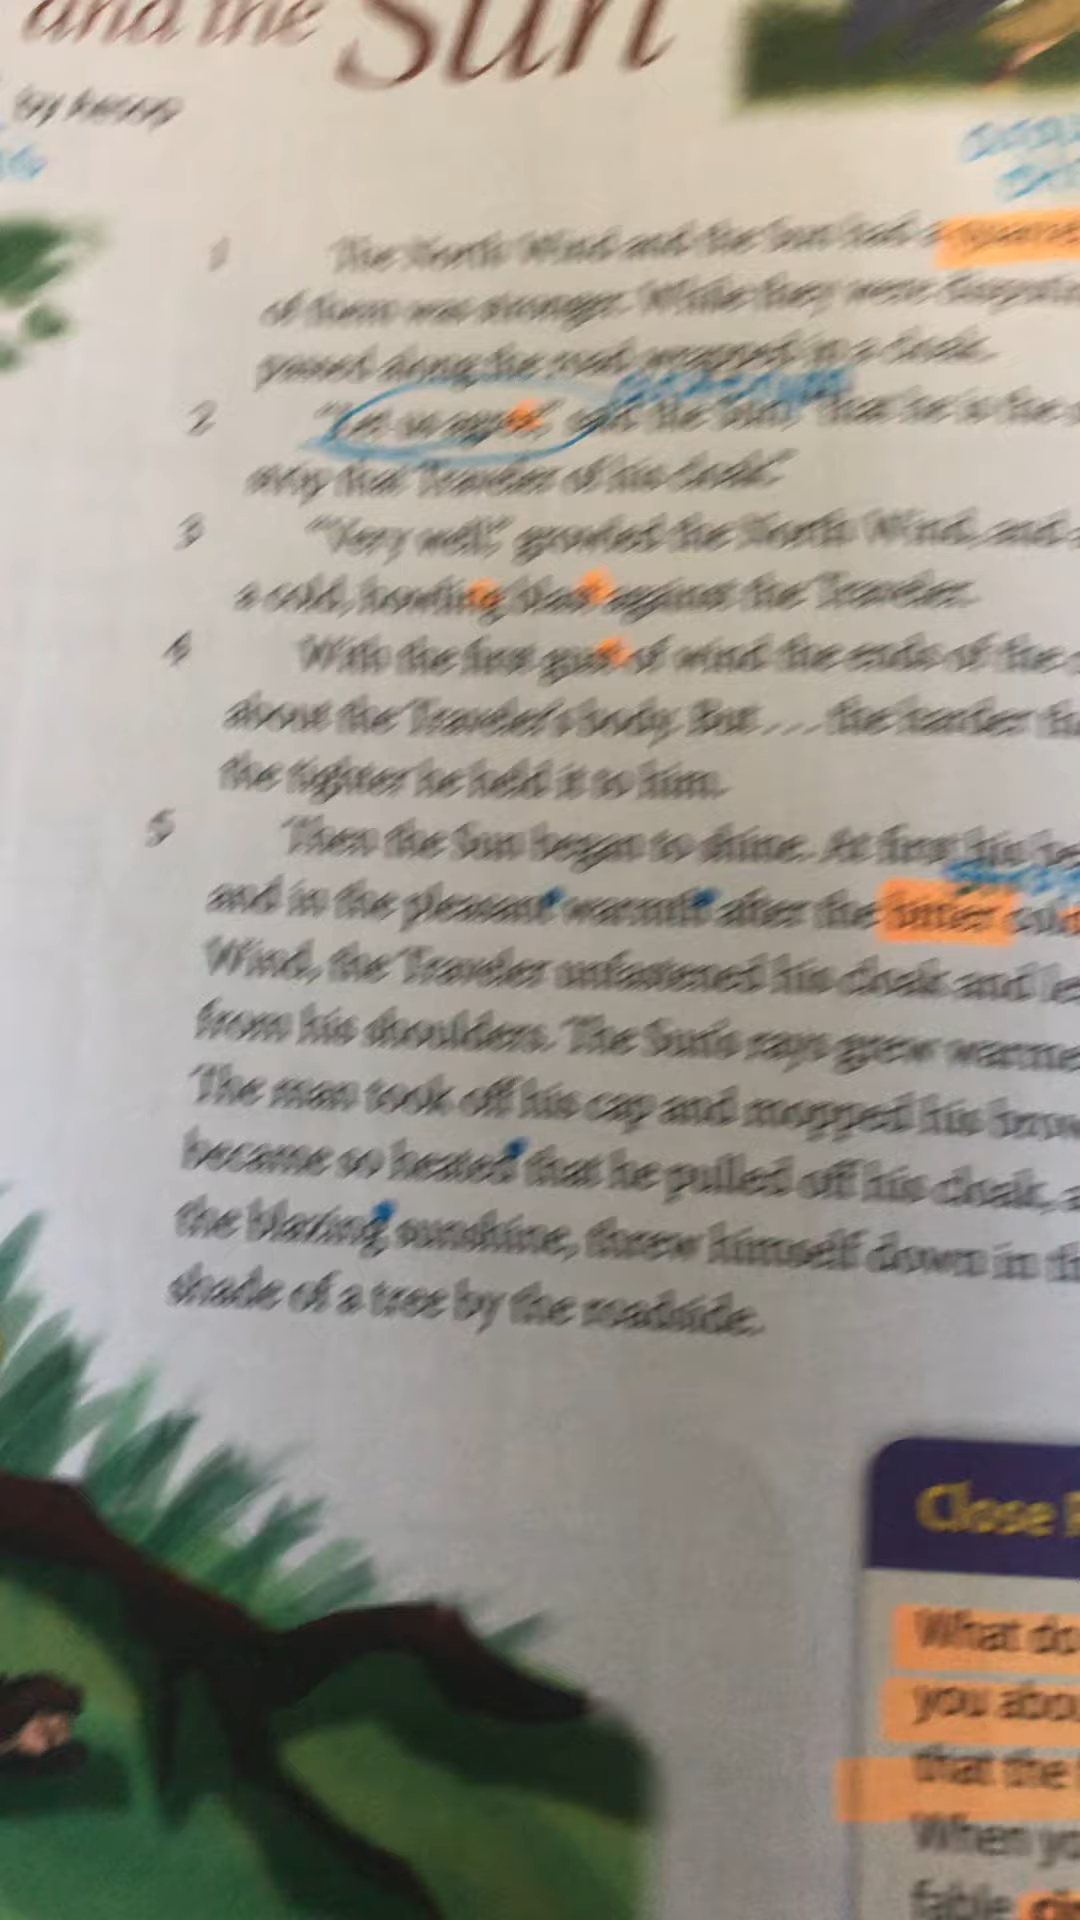 and the Sun
by Aesop
1 The North Wind and the Sun had a
of them was stronger. While they were
passed along the road wrapped in a cloak.
2 "Let us agree," said the Sun, "that he is the
strip that Traveler of his cloak."
3 "Very well," growled the North Wind, and
a cold, howling blast against the Traveler.
4 With the first gust of wind the ends of the
about the Traveler's body. But . . . the harder the
the tighter he held it to him.
5 Then the Sun began to shine. At first his
and in the pleasant warmth after the bitter cold
Wind, the Traveler unfastened his cloak and
from his shoulders. The Sun's rays grew
The man took off his cap and mopped his
became so heated that he pulled off his cloak,
the blazing sunshine, threw himself down in
shade of a tree by the roadside.
Close
What do
you
that the
When
fable